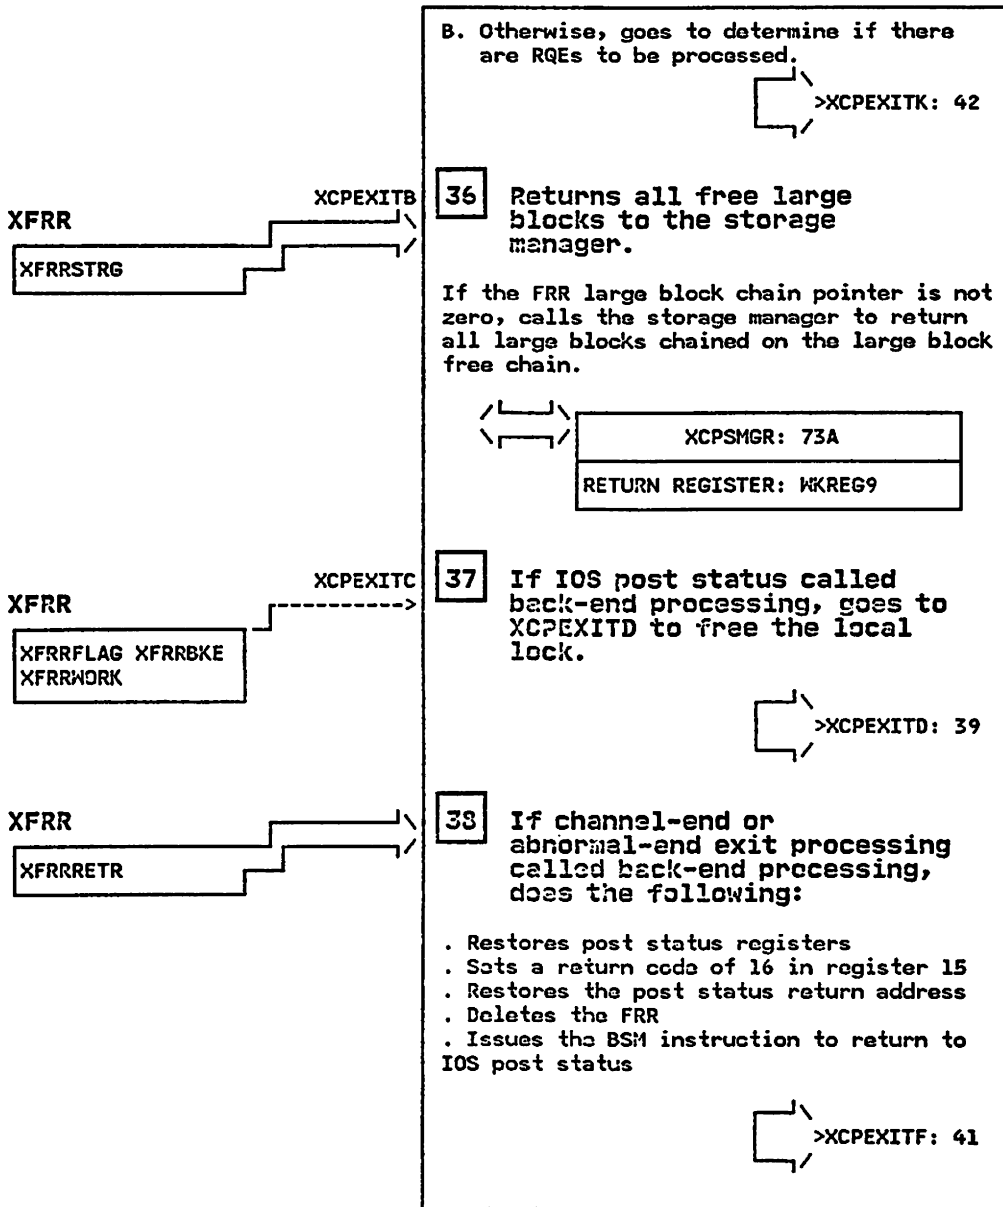 B. Otherwise, goes to determine if there
are RQEs to be processed.
>XCPEXITK: 42
XCPEXITB
36 Returns all free large
blocks to the storage
manager.
XFRR
XFRRSTRG
If the FRR large block chain pointer is not
zero, calls the storage manager to return
all large blocks chained on the large block
free chain.
XCPSMGR: 73A
RETURN REGISTER: WKREG9
XCPEXITC
37 If IOS post status called
back-end processing, goes to
XCPEXITD to free the local
lock.
XFRR
XFRRFLAG XFRRBKE
XFRRWORK
>XCPEXITD: 39
XFRR
XFRRRETR
38 If channel-end or
abnormal-end exit processing
called back-end processing,
does the following:
. Restores post status registers
. Sets a return code of 16 in register 15
. Restores the post status return address
. Deletes the FRR
. Issues the BSM instruction to return to
IOS post status
>XCPEXITF: 41